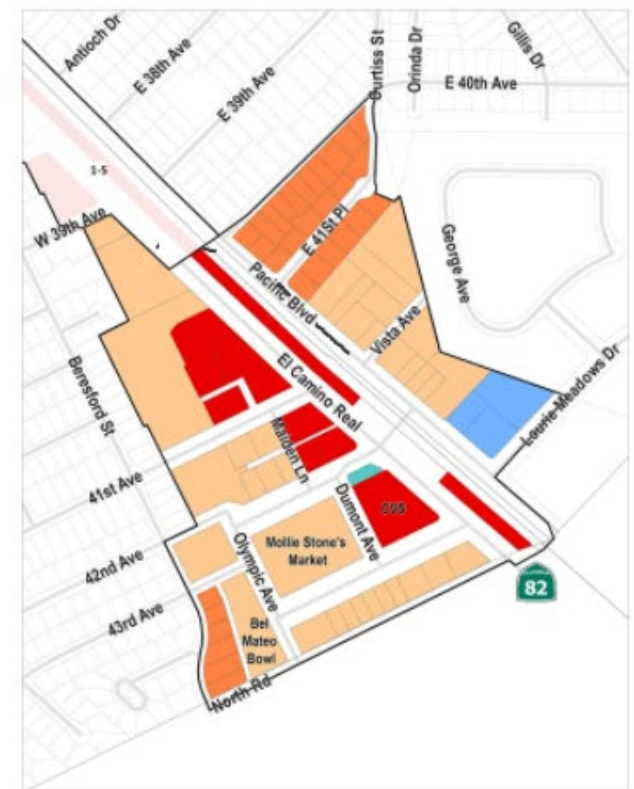 Antioch Dr
E 38th Ave
E 39th Ave
Curtiss St
Orinda Dr
Gillis Dr
E 40th Ave
1-5
W 39th Ave
E 41St Pl
George Ave
Pacific Blvd
Vista Ave
Beresford St
El Camino Real
Laurie Meadows Dr
Malden Ln
41st Ave
Dumont Ave
CVS
Mollie Stone's
Market
Olympic Ave
42nd Ave
43rd Ave
Bel
Mateo
Bowl
North Rd
82